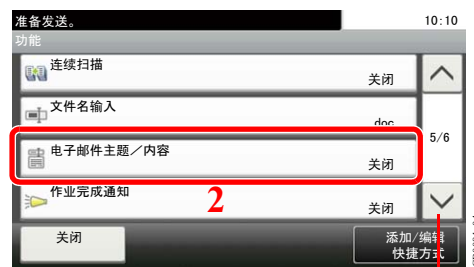 准备发送。 10:10
功能
连续扫描
关闭
文件名输入
doc
5/6
电子邮件主题／内容
关闭
作业完成通知
2
关闭
关闭
添加/编辑
快捷方式